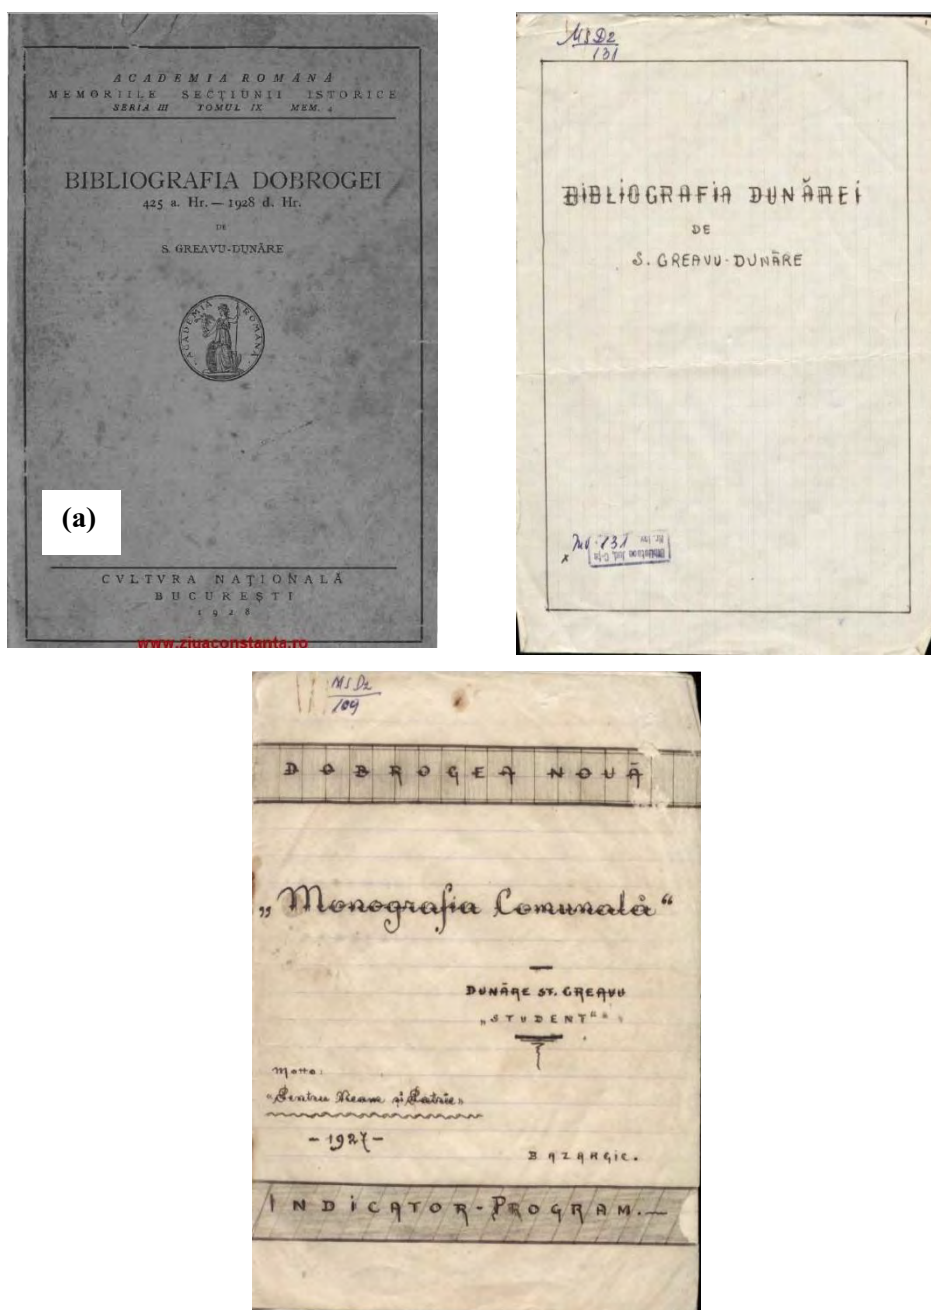 ACADEMIA ROMÂNĂ
MEMORIILE SECȚIUNII ISTORICE
SERIA III TOMUL IX MEM. 4
BIBLIOGRAFIA DOBROGEI
425 a. Hr. — 1928 d. Hr.
DE
S. GREAVU-DUNĂRE
ACADEMIA ROMANA
(a)
CVLTVRA NAȚIONALĂ
BUCUREȘTI
1928
www.ziuaconstanta.ro
MS D2
131
BIBLIOGRAFIA DUNĂREI
DE
S. GREAVU-DUNĂRE
131
MS D2
109
DOBROGEA NOUĂ
„Monografia Comunală“
DUNĂRE ST. GREAVU
„STUDENT"
Motto:
„Pentru Neam și Patrie„
- 1927 -
BAZARGIC.
INDICATOR-PROGRAM.—